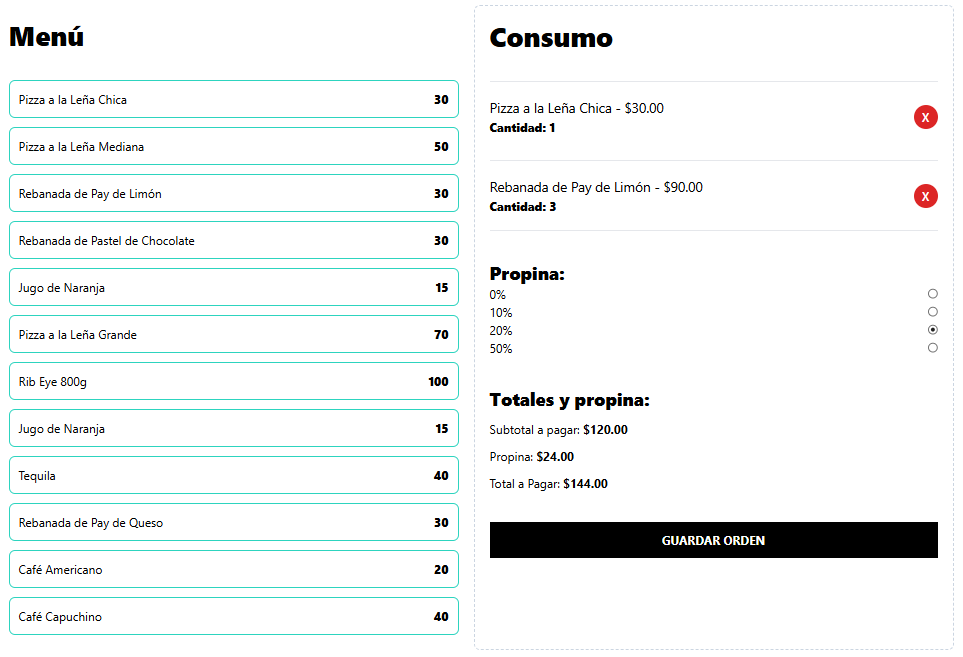 Menú
Pizza a la Leña Chica 30
Pizza a la Leña Mediana 50
Rebanada de Pay de Limón 30
Rebanada de Pastel de Chocolate 30
Jugo de Naranja 15
Pizza a la Leña Grande 70
Rib Eye 800g 100
Jugo de Naranja 15
Tequila 40
Rebanada de Pay de Queso 30
Café Americano 20
Café Capuchino 40
Consumo
Pizza a la Leña Chica - $30.00
Cantidad: 1
X
Rebanada de Pay de Limón - $90.00
Cantidad: 3
X
Propina:
0%
10%
20%
50%
Totales y propina:
Subtotal a pagar: $120.00
Propina: $24.00
Total a Pagar: $144.00
GUARDAR ORDEN